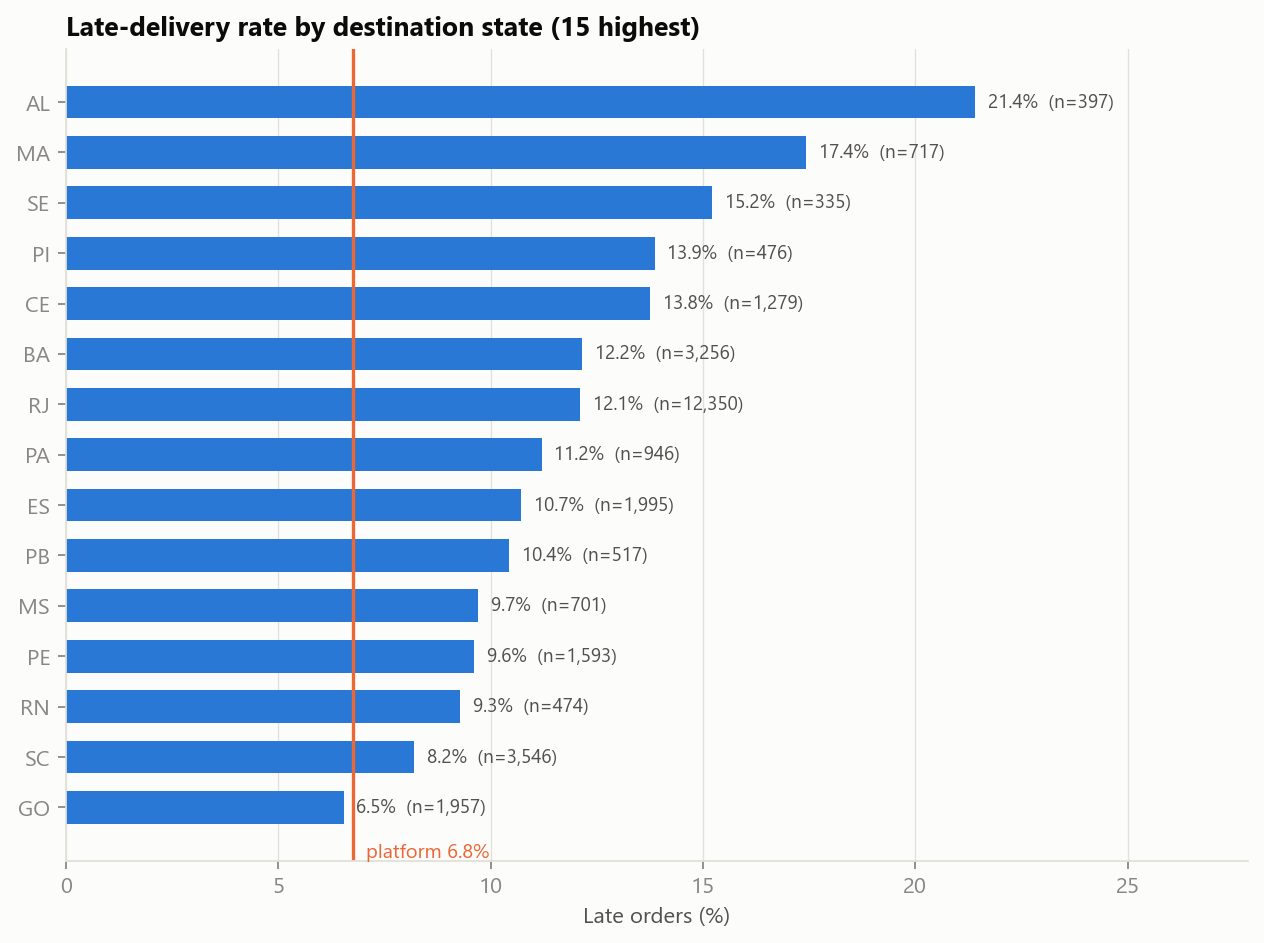 Late-delivery rate by destination state (15 highest)
AL 21.4% (n=397)
MA 17.4% (n=717)
SE 15.2% (n=335)
PI 13.9% (n=476)
CE 13.8% (n=1,279)
BA 12.2% (n=3,256)
RJ 12.1% (n=12,350)
PA 11.2% (n=946)
ES 10.7% (n=1,995)
PB 10.4% (n=517)
MS 9.7% (n=701)
PE 9.6% (n=1,593)
RN 9.3% (n=474)
SC 8.2% (n=3,546)
GO 6.5% (n=1,957)
platform 6.8%
0 5 10 15 20 25
Late orders (%)